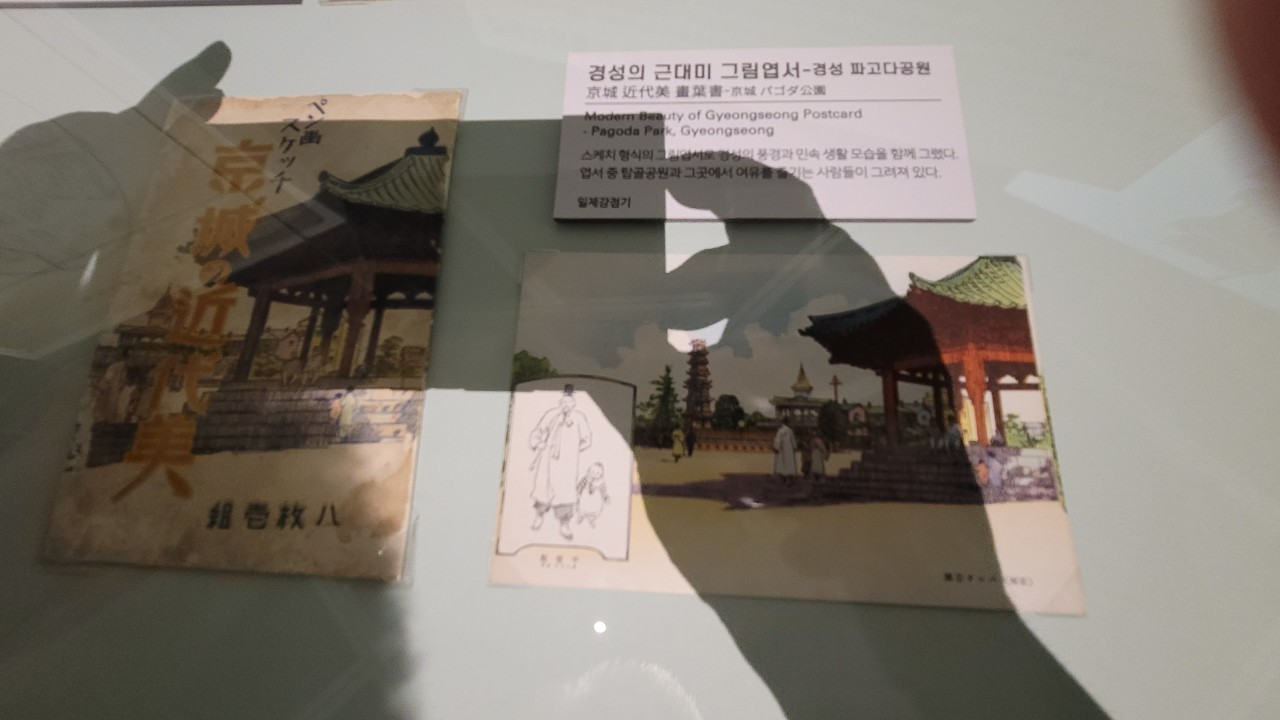 ペン画
スケッチ
京城の近代美
八枚壱組
경성의 근대미 그림엽서-경성 파고다공원
京城 近代美 畫葉書-京城 パゴダ公園
Modern Beauty of Gyeongseong Postcard
- Pagoda Park, Gyeongseong
스케치 형식의 그림엽서로 경성의 풍경과 민속 생활 모습을 함께 그렸다.
엽서 중 탑골공원과 그곳에서 여유를 즐기는 사람들이 그려져 있다.
일제강점기